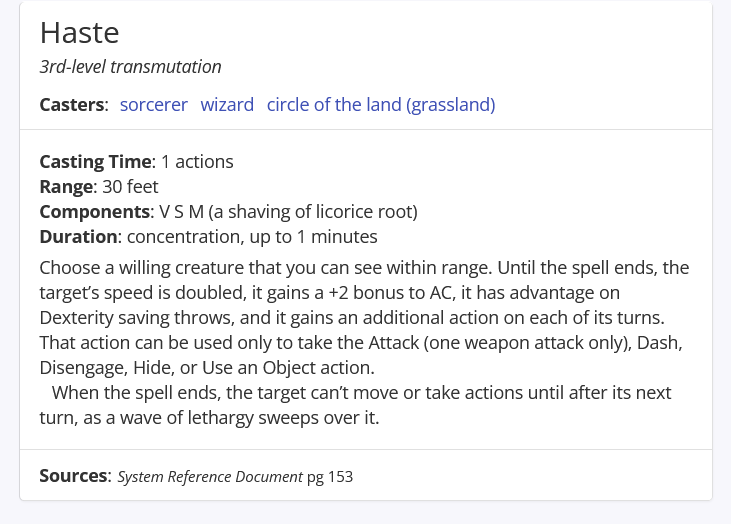 Haste
3rd-level transmutation
Casters: sorcerer wizard circle of the land (grassland)
Casting Time: 1 actions
Range: 30 feet
Components: V S M (a shaving of licorice root)
Duration: concentration, up to 1 minutes
Choose a willing creature that you can see within range. Until the spell ends, the
target’s speed is doubled, it gains a +2 bonus to AC, it has advantage on
Dexterity saving throws, and it gains an additional action on each of its turns.
That action can be used only to take the Attack (one weapon attack only), Dash,
Disengage, Hide, or Use an Object action.
When the spell ends, the target can’t move or take actions until after its next
turn, as a wave of lethargy sweeps over it.
Sources: System Reference Document pg 153